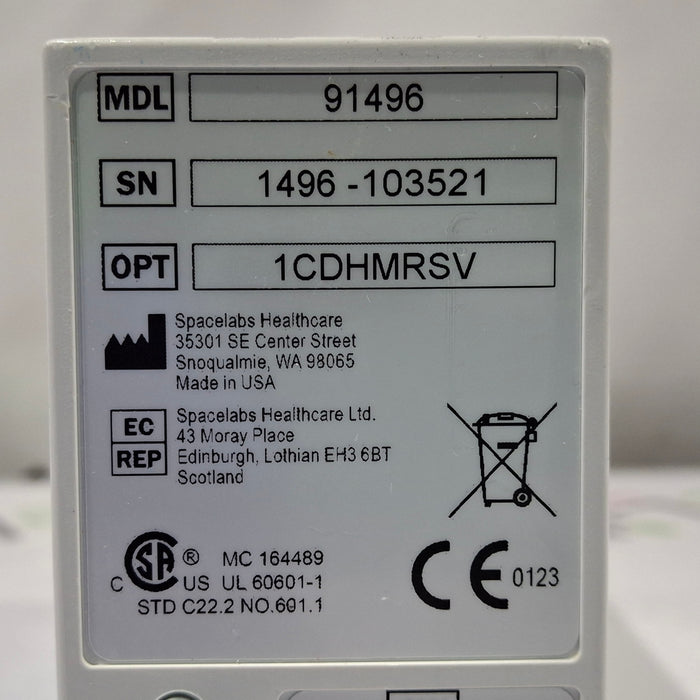 MDL 91496
SN 1496 -103521
OPT 1CDHMRSV
Spacelabs Healthcare
35301 SE Center Street
Snoqualmie, WA 98065
Made in USA
EC REP
Spacelabs Healthcare Ltd.
43 Moray Place
Edinburgh, Lothian EH3 6BT
Scotland
C SA ® US MC 164489
UL 60601-1
STD C22.2 NO.601.1
CE 0123